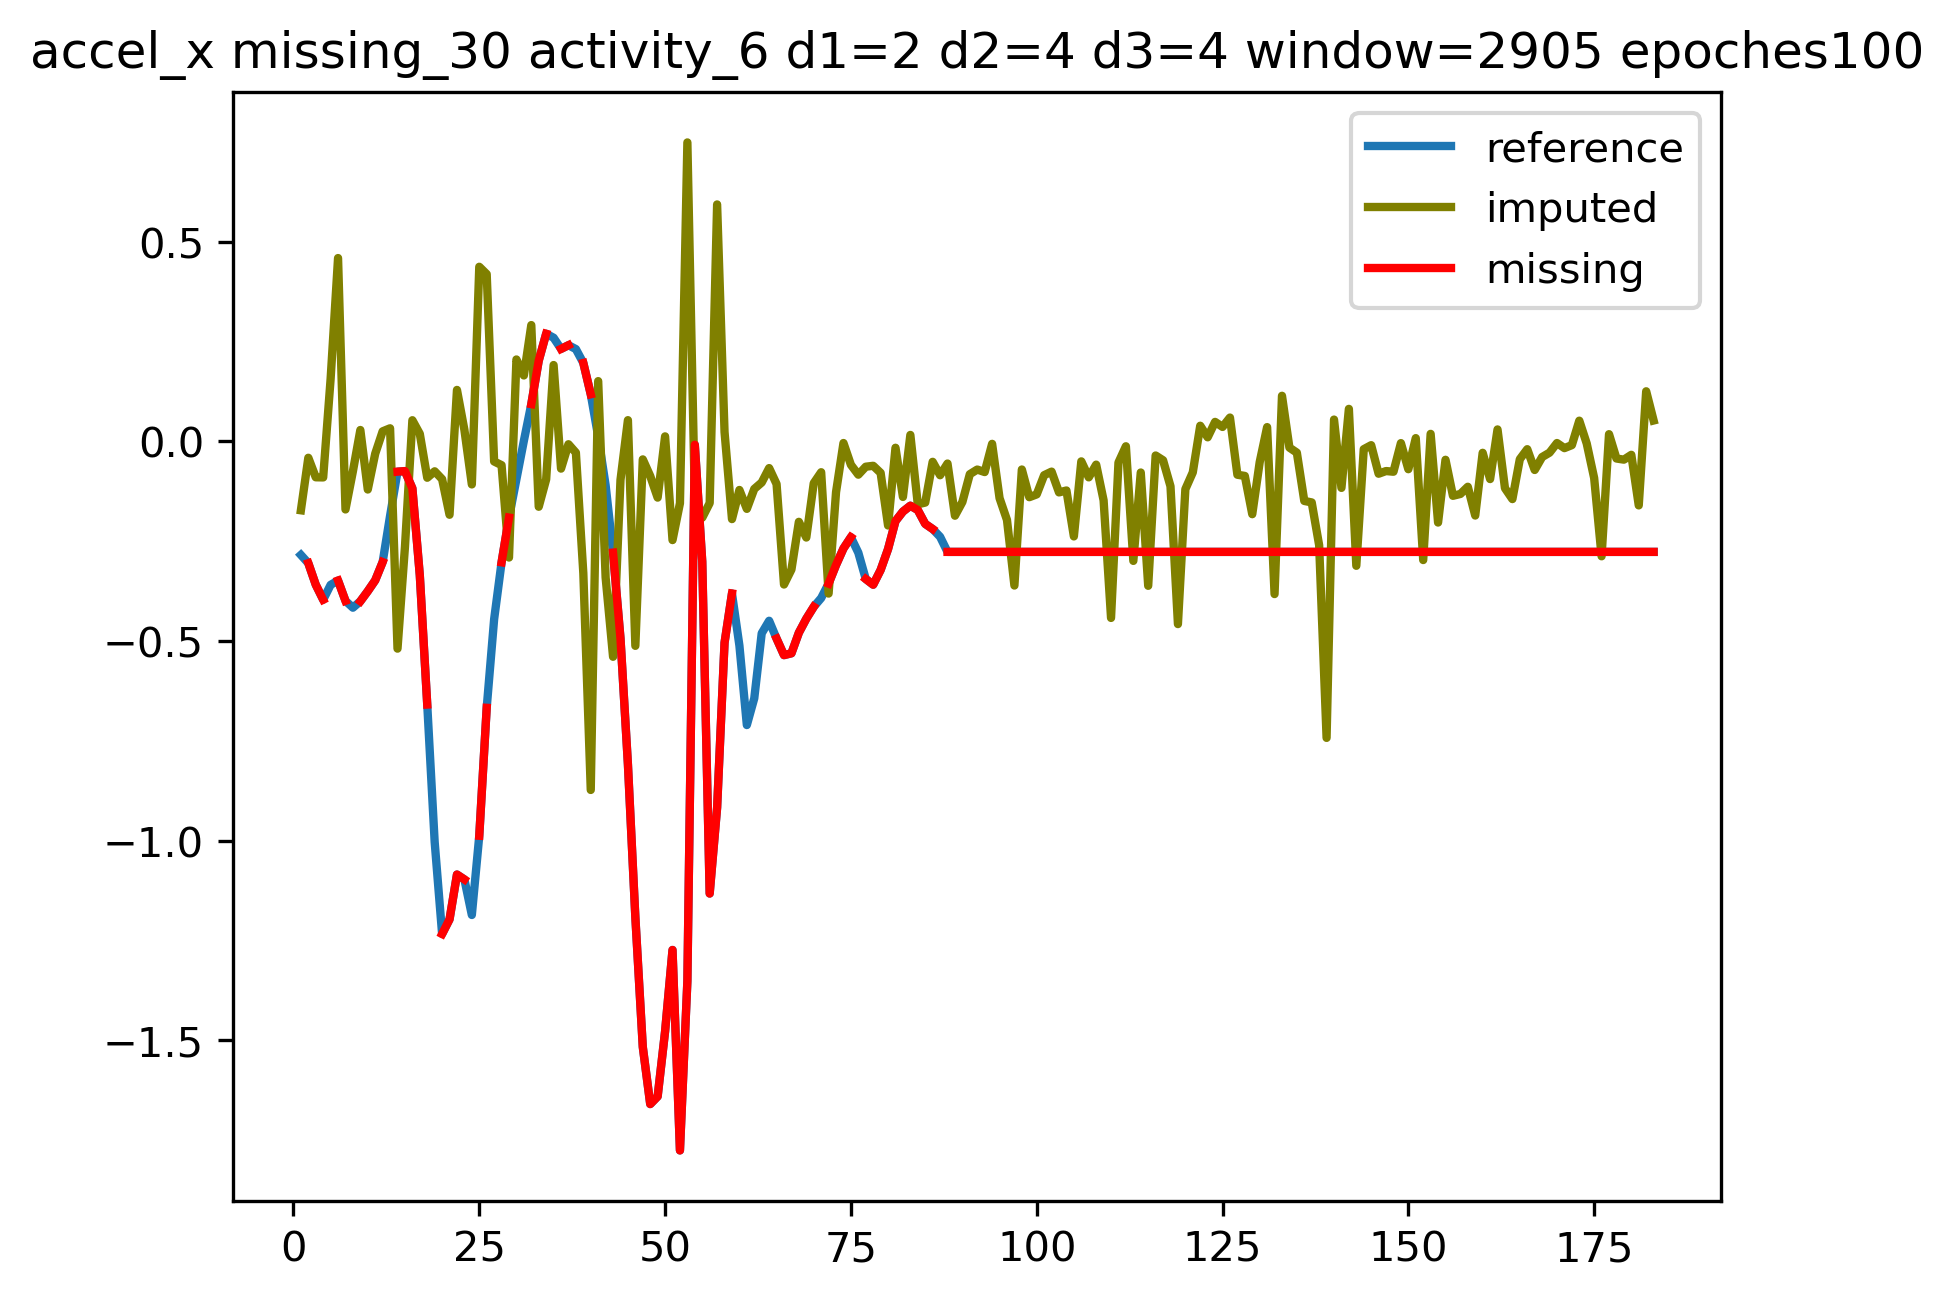 accel_x missing_30 activity_6 d1=2 d2=4 d3=4 window=2905 epoches100
reference
imputed
missing
0.5
0.0
−0.5
−1.0
−1.5
0 25 50 75 100 125 150 175